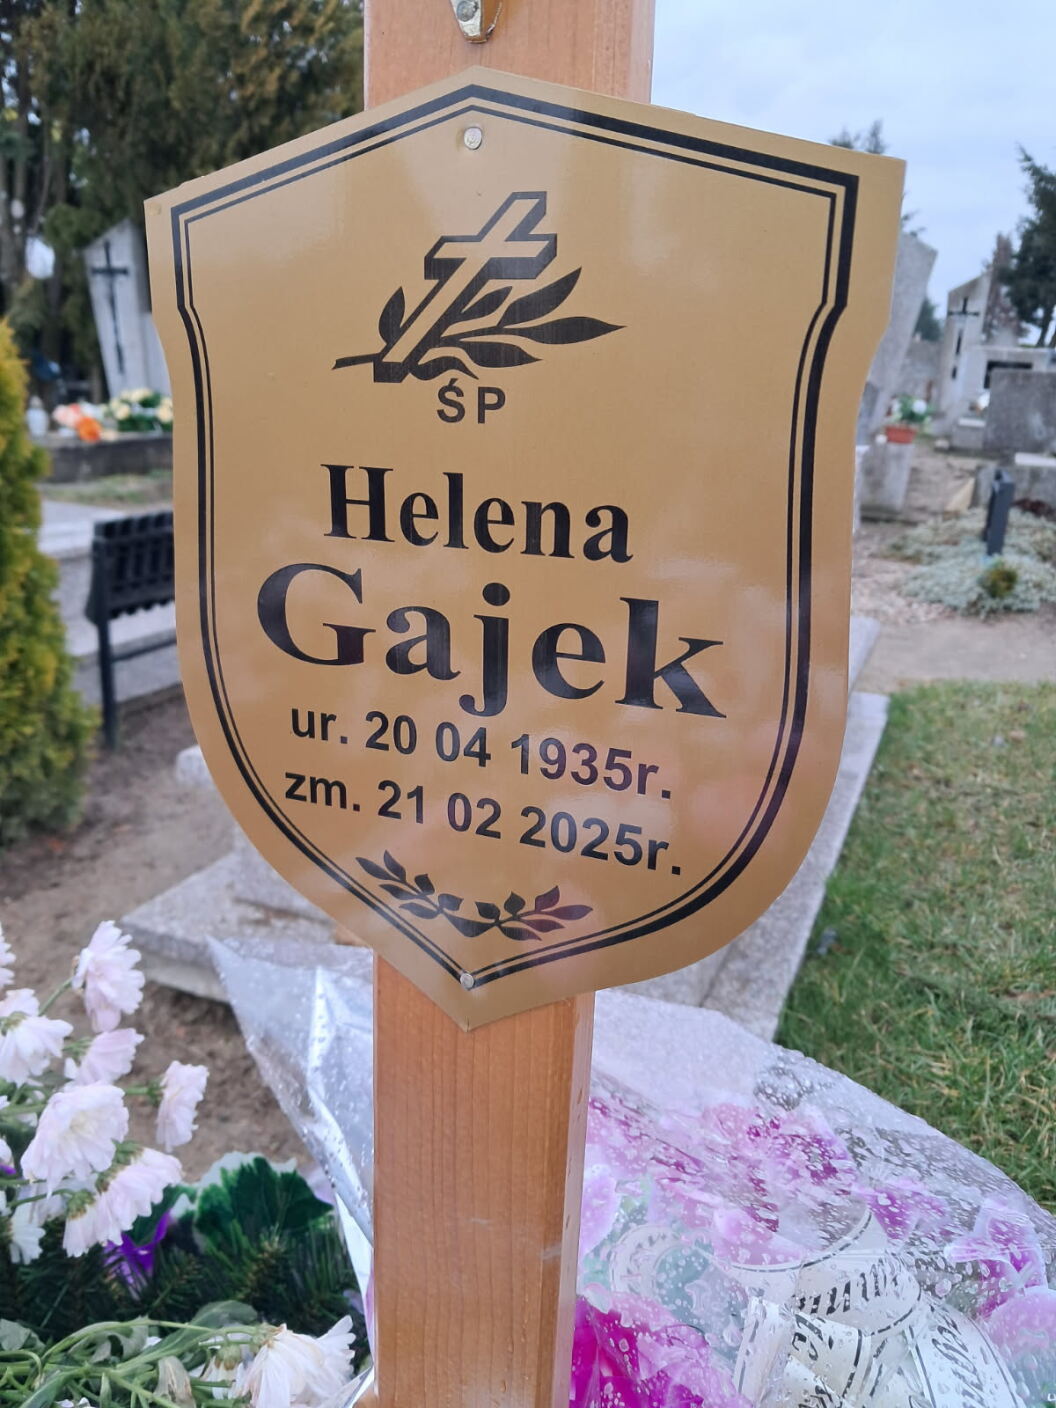 ŚP
Helena
Gajek
ur. 20 04 1935r.
zm. 21 02 2025r.